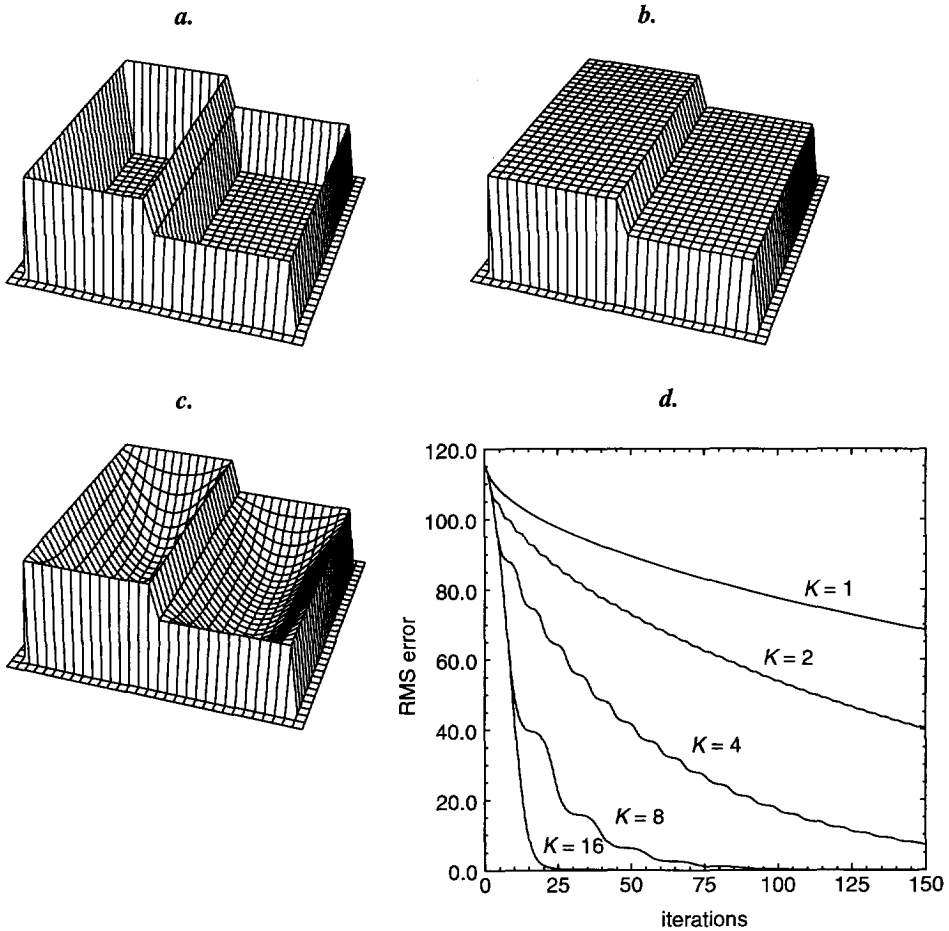 a.
b.
c.
d.
120.0
100.0
80.0
60.0
40.0
20.0
0.0
RMS error
K = 1
K = 2
K = 4
K = 8
K = 16
0 25 50 75 100 125 150
iterations